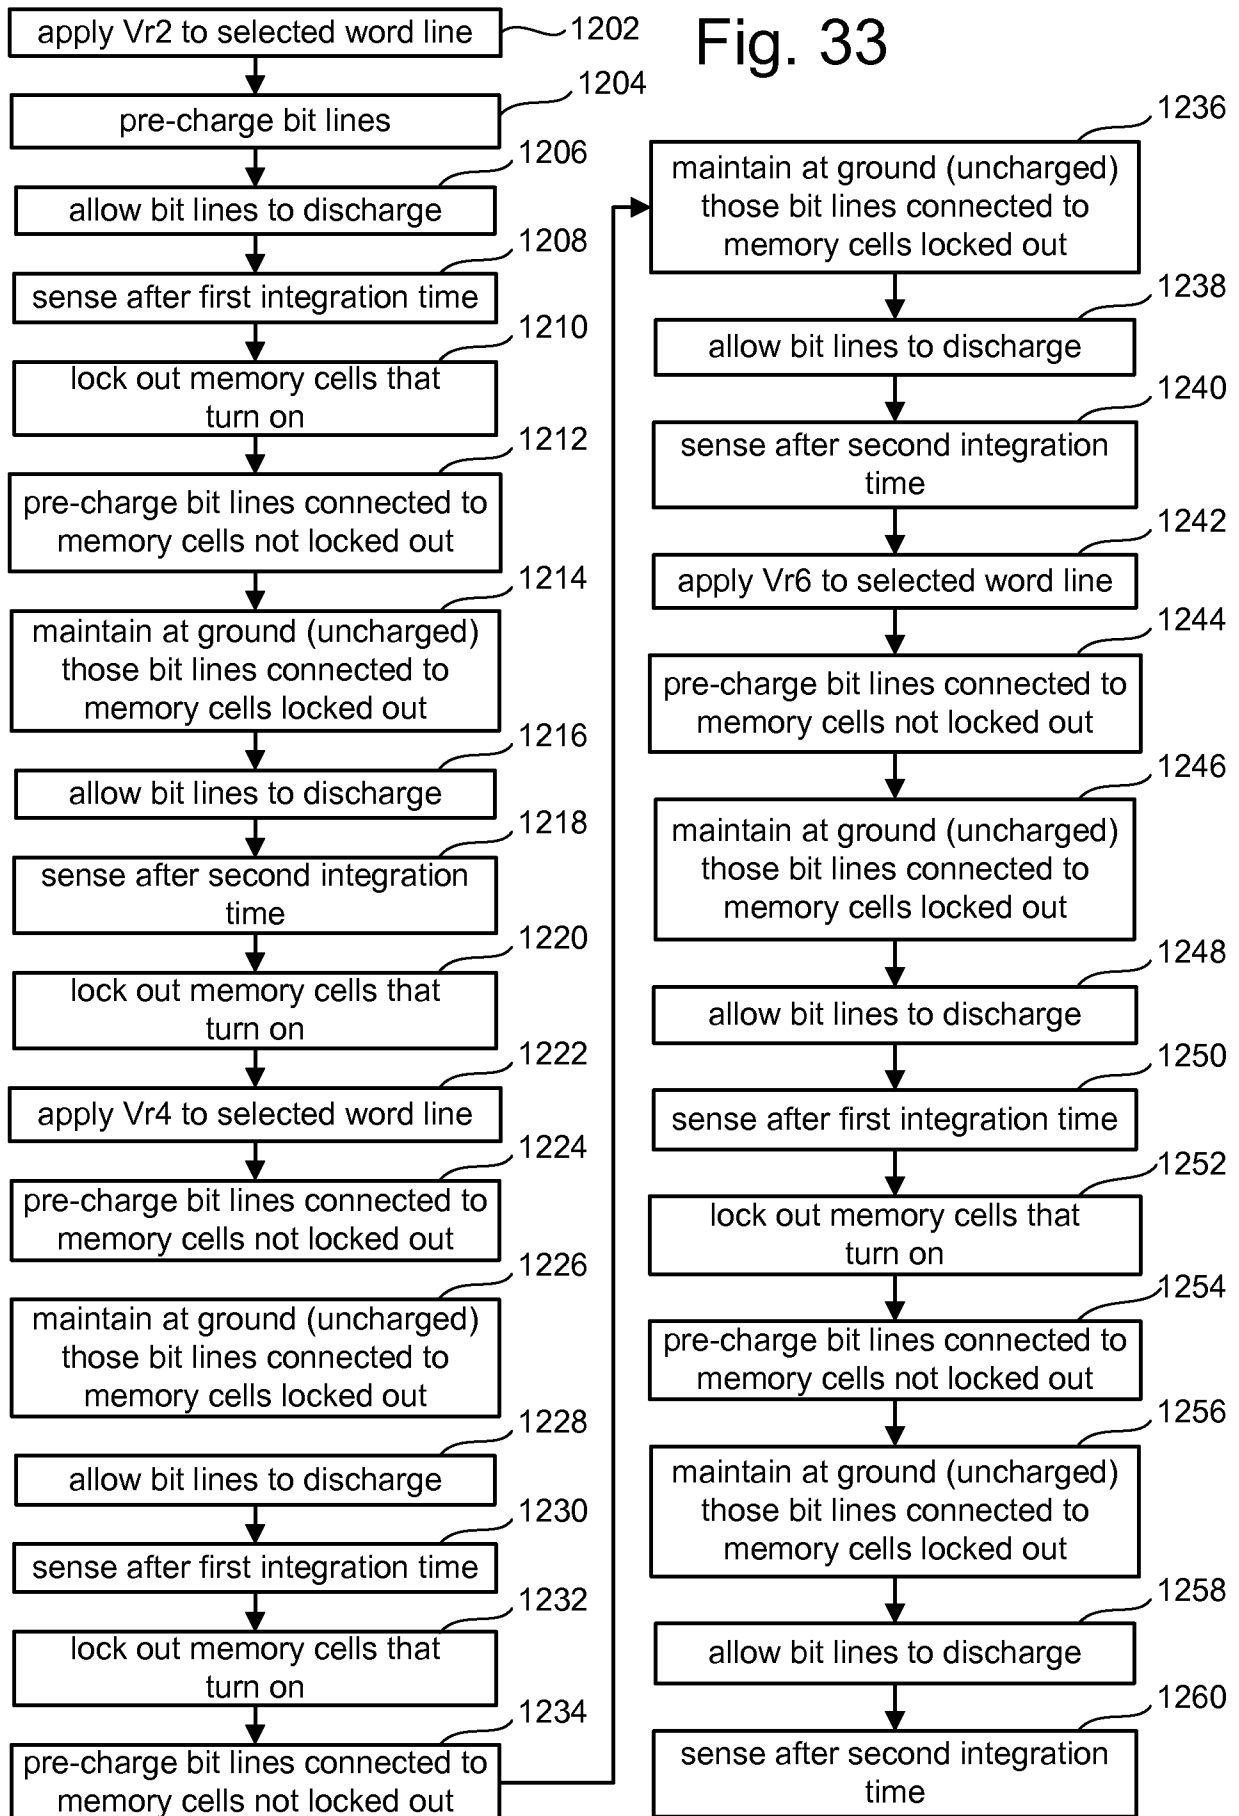 Fig. 33
apply Vr2 to selected word line
1202
pre-charge bit lines
1204
allow bit lines to discharge
1206
sense after first integration time
1208
lock out memory cells that
turn on
1210
pre-charge bit lines connected to
memory cells not locked out
1212
maintain at ground (uncharged)
those bit lines connected to
memory cells locked out
1214
allow bit lines to discharge
1216
sense after second integration
time
1218
lock out memory cells that
turn on
1220
apply Vr4 to selected word line
1222
pre-charge bit lines connected to
memory cells not locked out
1224
maintain at ground (uncharged)
those bit lines connected to
memory cells locked out
1226
allow bit lines to discharge
1228
sense after first integration time
1230
lock out memory cells that
turn on
1232
pre-charge bit lines connected to
memory cells not locked out
1234
maintain at ground (uncharged)
those bit lines connected to
memory cells locked out
1236
allow bit lines to discharge
1238
sense after second integration
time
1240
apply Vr6 to selected word line
1242
pre-charge bit lines connected to
memory cells not locked out
1244
maintain at ground (uncharged)
those bit lines connected to
memory cells locked out
1246
allow bit lines to discharge
1248
sense after first integration time
1250
lock out memory cells that
turn on
1252
pre-charge bit lines connected to
memory cells not locked out
1254
maintain at ground (uncharged)
those bit lines connected to
memory cells locked out
1256
allow bit lines to discharge
1258
sense after second integration
time
1260